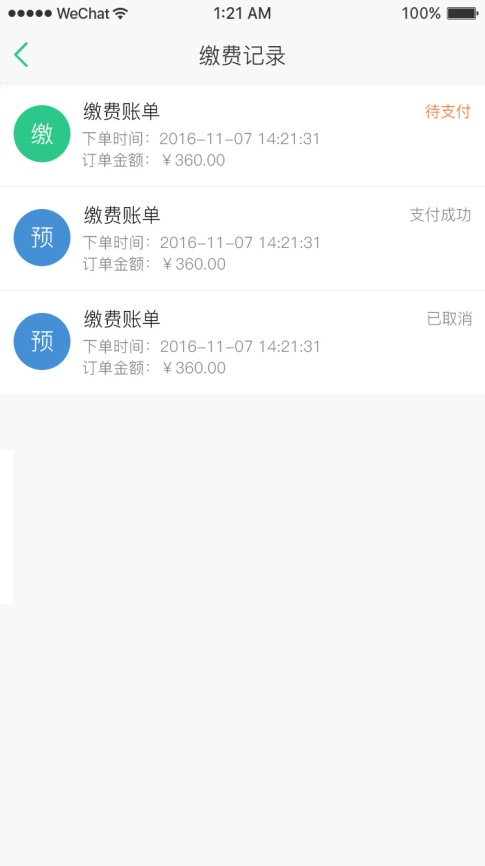 WeChat 1:21 AM 100%
缴费记录
缴 缴费账单 待支付
下单时间：2016-11-07 14:21:31
订单金额：￥360.00
预 缴费账单 支付成功
下单时间：2016-11-07 14:21:31
订单金额：￥360.00
预 缴费账单 已取消
下单时间：2016-11-07 14:21:31
订单金额：￥360.00